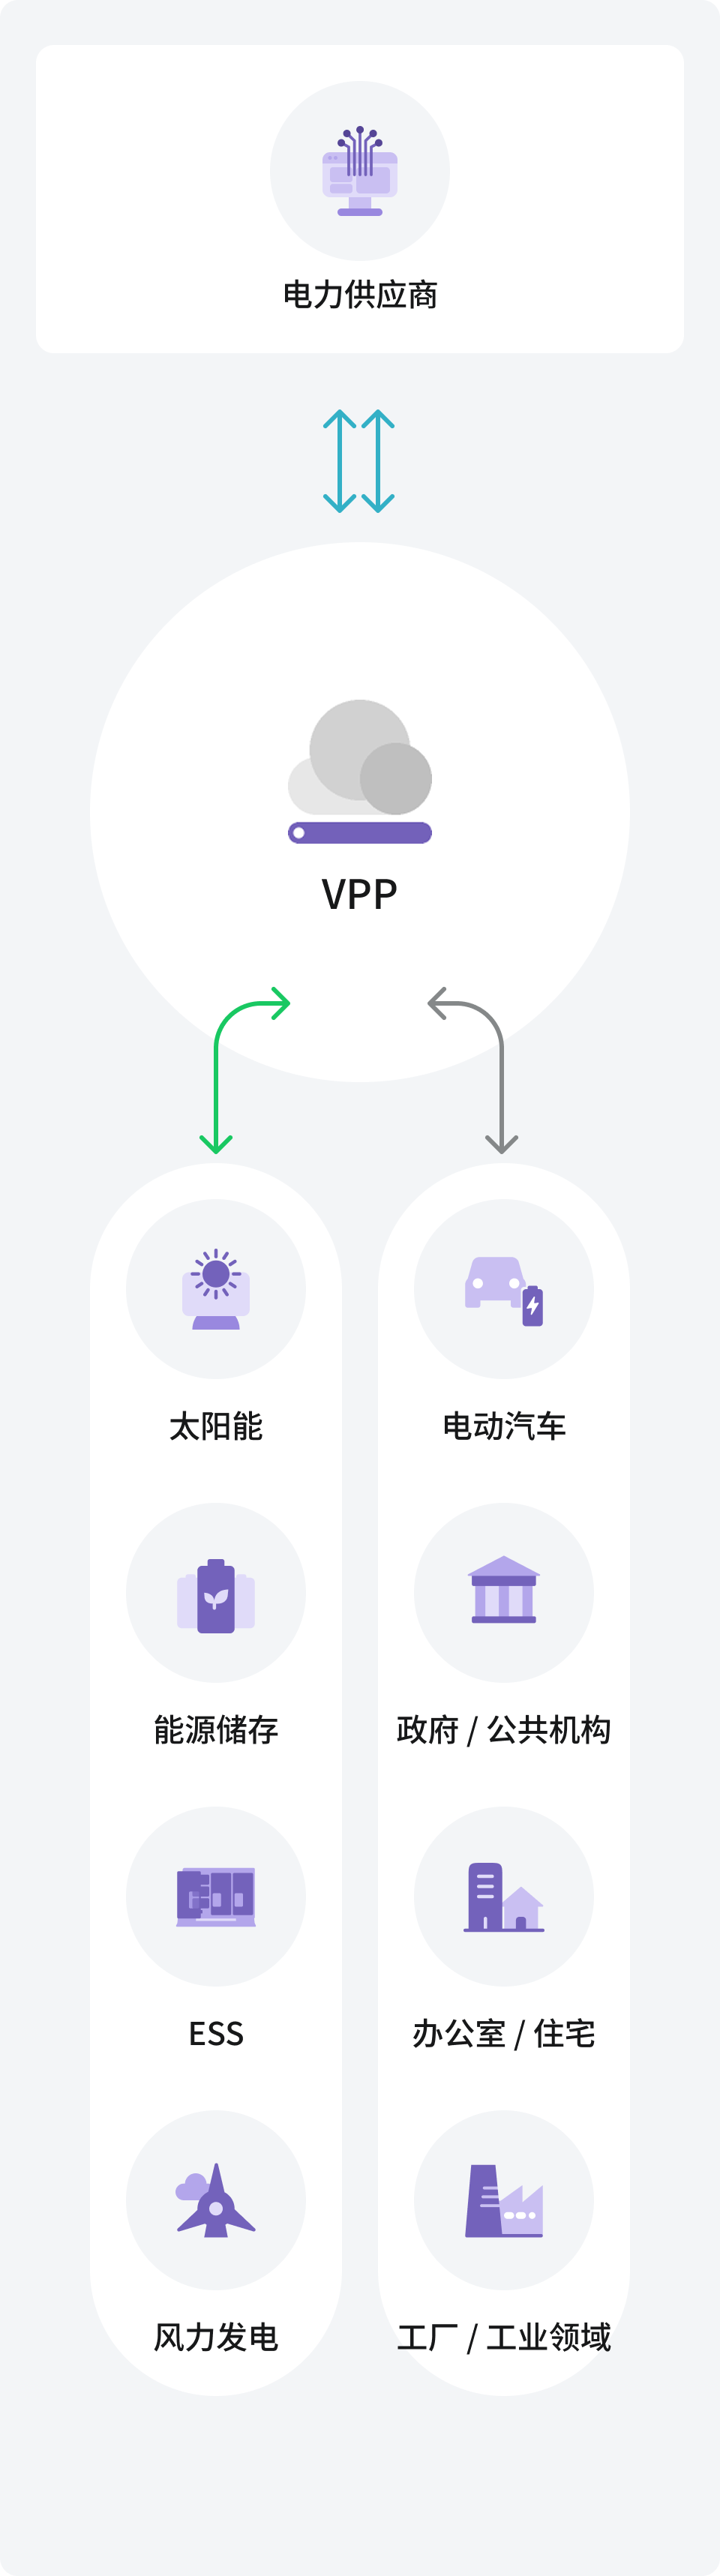 电力供应商
VPP
太阳能
电动汽车
能源储存
政府 / 公共机构
ESS
办公室 / 住宅
风力发电
工厂 / 工业领域